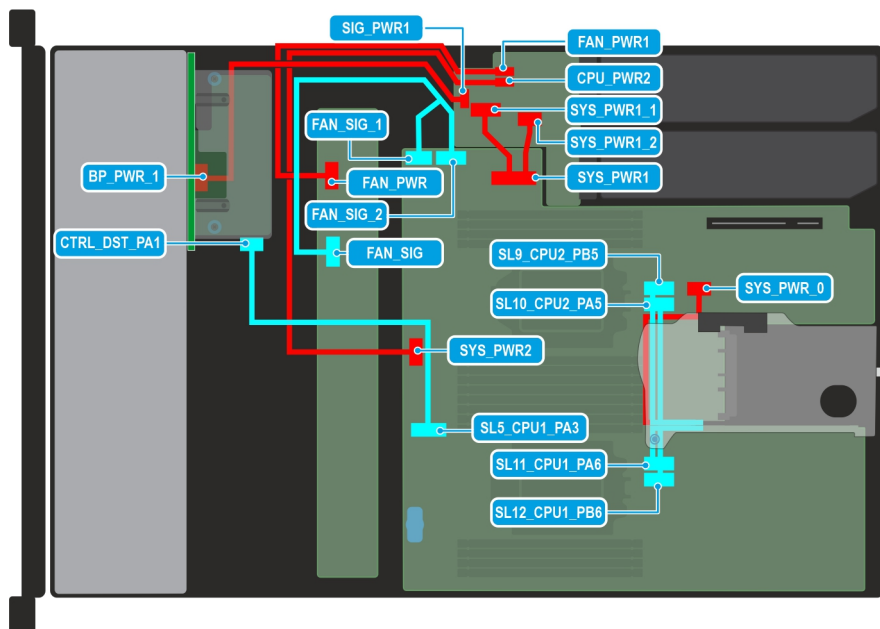 SIG_PWR1
FAN_PWR1
CPU_PWR2
SYS_PWR1_1
FAN_SIG_1
SYS_PWR1_2
BP_PWR_1
FAN_PWR
SYS_PWR1
FAN_SIG_2
CTRL_DST_PA1
FAN_SIG
SL9_CPU2_PB5
SYS_PWR_0
SL10_CPU2_PA5
SYS_PWR2
SL5_CPU1_PA3
SL11_CPU1_PA6
SL12_CPU1_PB6